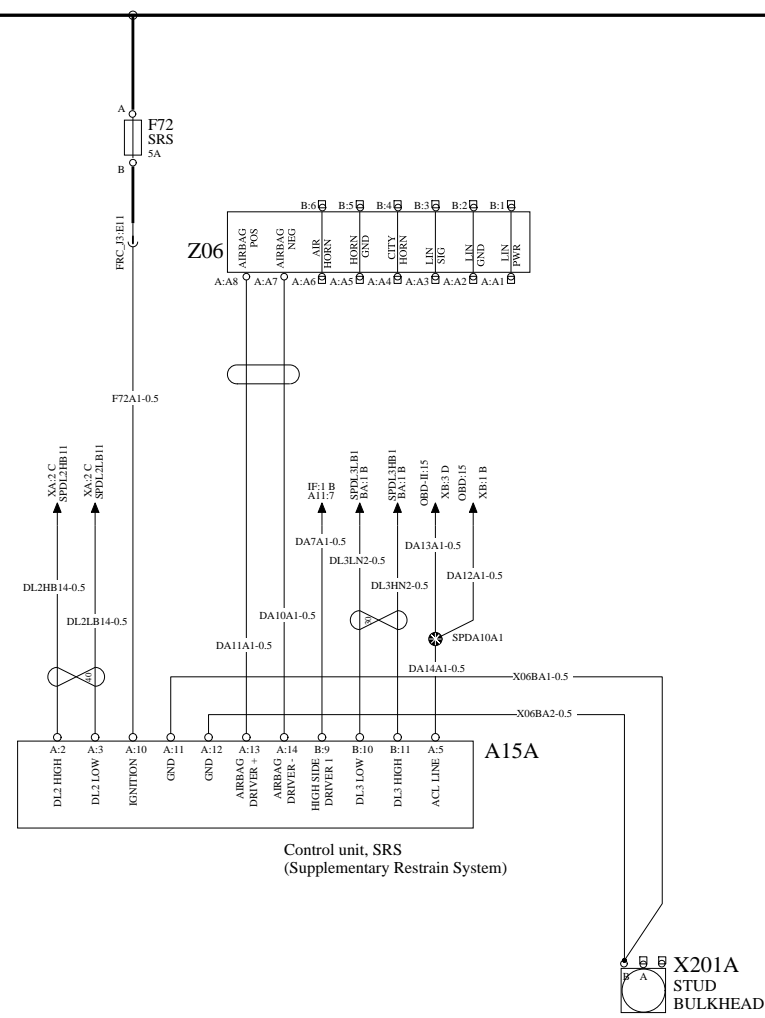 A
F72
SRS
5A
B
FRC_J3:E11
B:6 B:5 B:4 B:3 B:2 B:1
Z06
AIRBAG
POS
AIRBAG
NEG
AIR
HORN
HORN
GND
CITY
HORN
LIN
SIG
LIN
GND
LIN
PWR
A:A8 A:A7 A:A6 A:A5 A:A4 A:A3 A:A2 A:A1
F72A1-0.5
XA:2 C
SPDL2HB11
XA:2 C
SPDL2LB11
IF:1 B
A11:7
SPDL3LB1
BA:1 B
SPDL3HB1
BA:1 B
OBD-II:15
XB:3 D
OBD:15
XB:1 B
DA7A1-0.5
DA13A1-0.5
DL3LN2-0.5
DA12A1-0.5
DL2HB14-0.5
DL3HN2-0.5
DA10A1-0.5
DL2LB14-0.5
30
SPDA10A1
DA11A1-0.5
DA14A1-0.5
40
X06BA1-0.5
X06BA2-0.5
A:2 A:3 A:10 A:11 A:12 A:13 A:14 B:9 B:10 B:11 A:5
A15A
DL2 HIGH
DL2 LOW
IGNITION
GND
GND
AIRBAG
DRIVER +
AIRBAG
DRIVER -
HIGH SIDE
DRIVER 1
DL3 LOW
DL3 HIGH
ACL LINE
Control unit, SRS
(Supplementary Restrain System)
B A
X201A
STUD
BULKHEAD